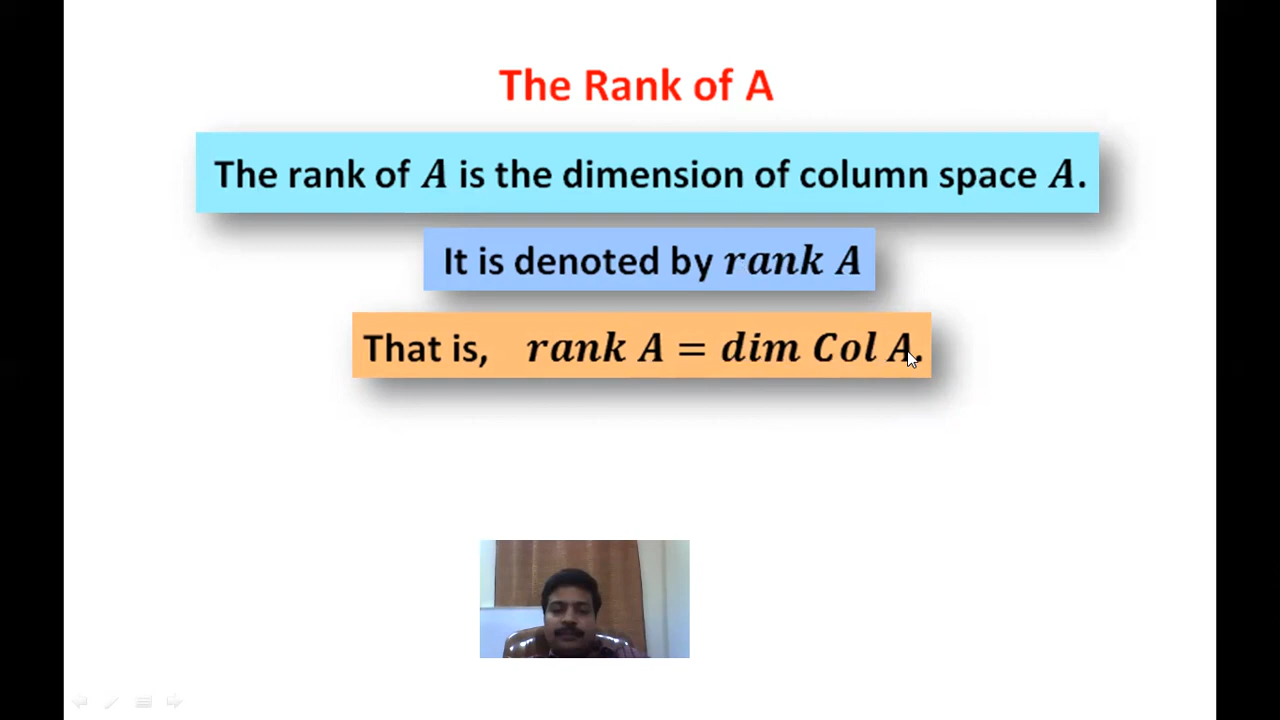 The Rank of A
The rank of A is the dimension of column space A.
It is denoted by rank A
That is, rank A = dim Col A.